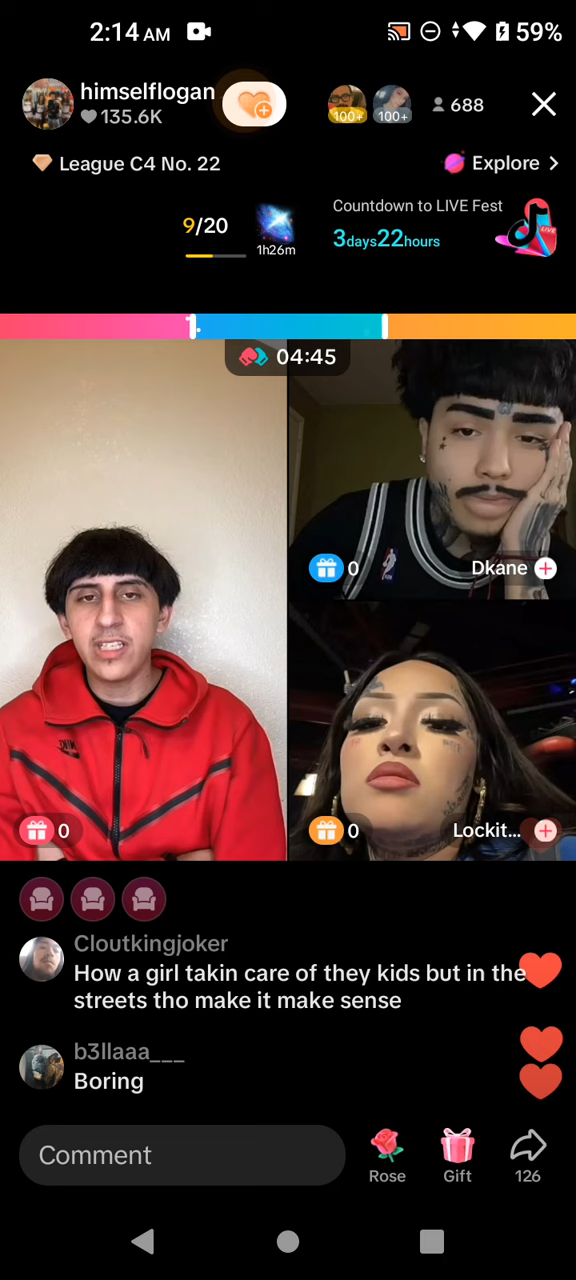 2:14 AM 59%
himselflogan
135.6K
100+ 100+ 688
League C4 No. 22 Explore
9/20
1h26m
Countdown to LIVE Fest
3days22hours
LIVE
04:45
0 Dkane
0
0 Lockit...
Cloutkingjoker
How a girl takin care of they kids but in the
streets tho make it make sense
b3llaaa___
Boring
Comment
Rose Gift 126